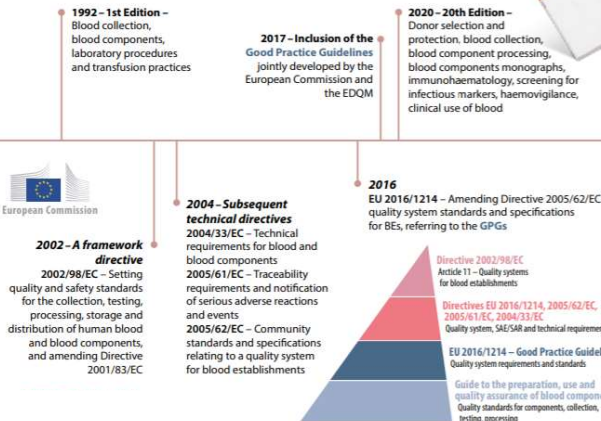 1992 – 1st Edition –
Blood collection,
blood components,
laboratory procedures
and transfusion practices
2017 – Inclusion of the
Good Practice Guidelines
jointly developed by the
European Commission and
the EDQM
2020 – 20th Edition –
Donor selection and
protection, blood collection,
blood component processing,
blood components monographs,
immunohaematology, screening for
infectious markers, haemovigilance,
clinical use of blood
European Commission
2002 – A framework
directive
2002/98/EC – Setting
quality and safety standards
for the collection, testing,
processing, storage and
distribution of human blood
and blood components,
and amending Directive
2001/83/EC
2004 – Subsequent
technical directives
2004/33/EC – Technical
requirements for blood and
blood components
2005/61/EC – Traceability
requirements and notification
of serious adverse reactions
and events
2005/62/EC – Community
standards and specifications
relating to a quality system
for blood establishments
2016
EU 2016/1214 – Amending Directive 2005/62/EC
quality system standards and specifications
for BEs, referring to the GPGs
Directive 2002/98/EC
Arcticle 11 – Quality systems
for blood establishments
Directives EU 2016/1214, 2005/62/EC,
2005/61/EC, 2004/33/EC
Quality system, SAE/SAR and technical requiremen
EU 2016/1214 – Good Practice Guidel
Quality system requirements and standards
Guide to the preparation, use and
quality assurance of blood compon
Quality standards for components, collection,
testing, processing